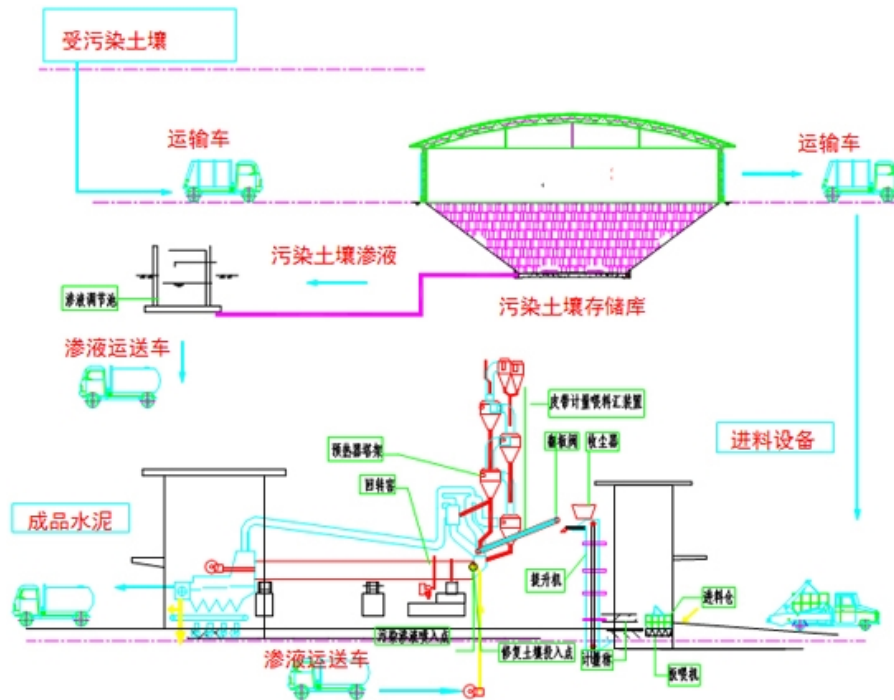 受污染土壤
运输车
运输车
污染土壤渗液
渗液调节池
污染土壤存储库
渗液运送车
皮带计量喂料汇装置
翻板阀
收尘器
进料设备
预热器塔架
回转窑
成品水泥
提升机
进料仓
污染渗液喷入点
修复土壤投入点
计量称
板喂机
渗液运送车